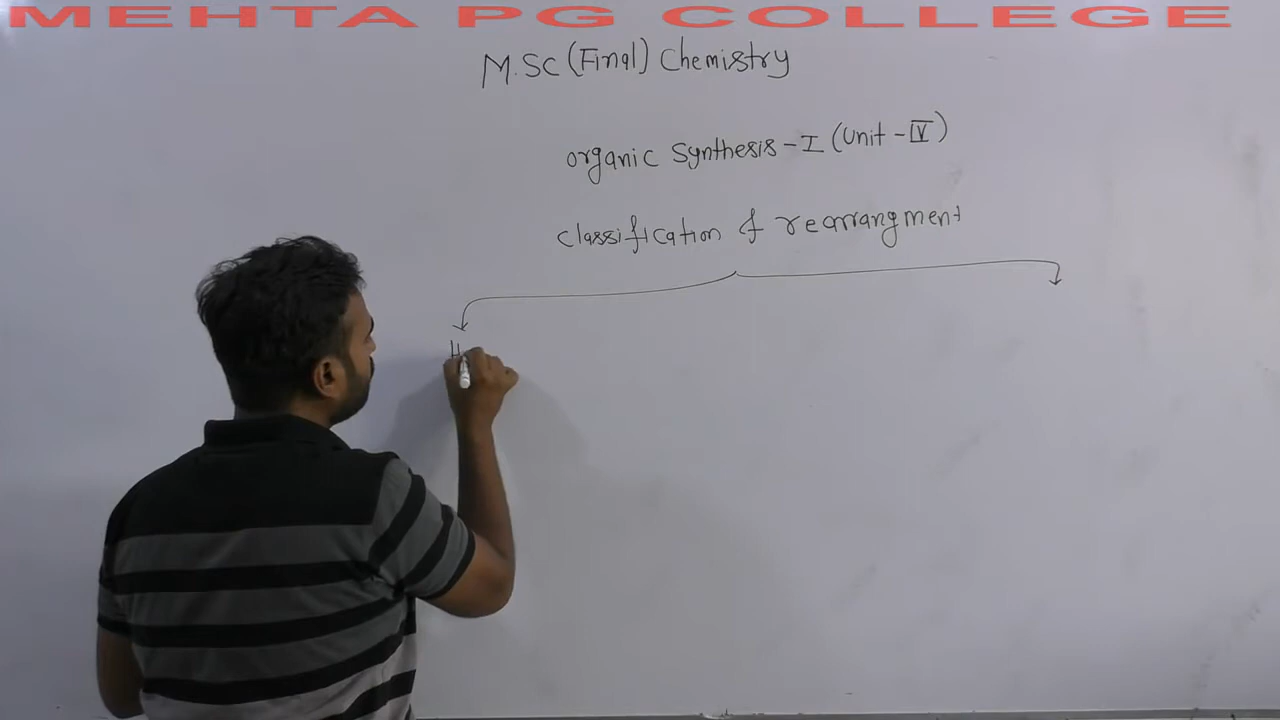 MEHTA PG COLLEGE
M.SC (Final) Chemistry
organic Synthesis - I (Unit - IV)
classification of rearrangment
H